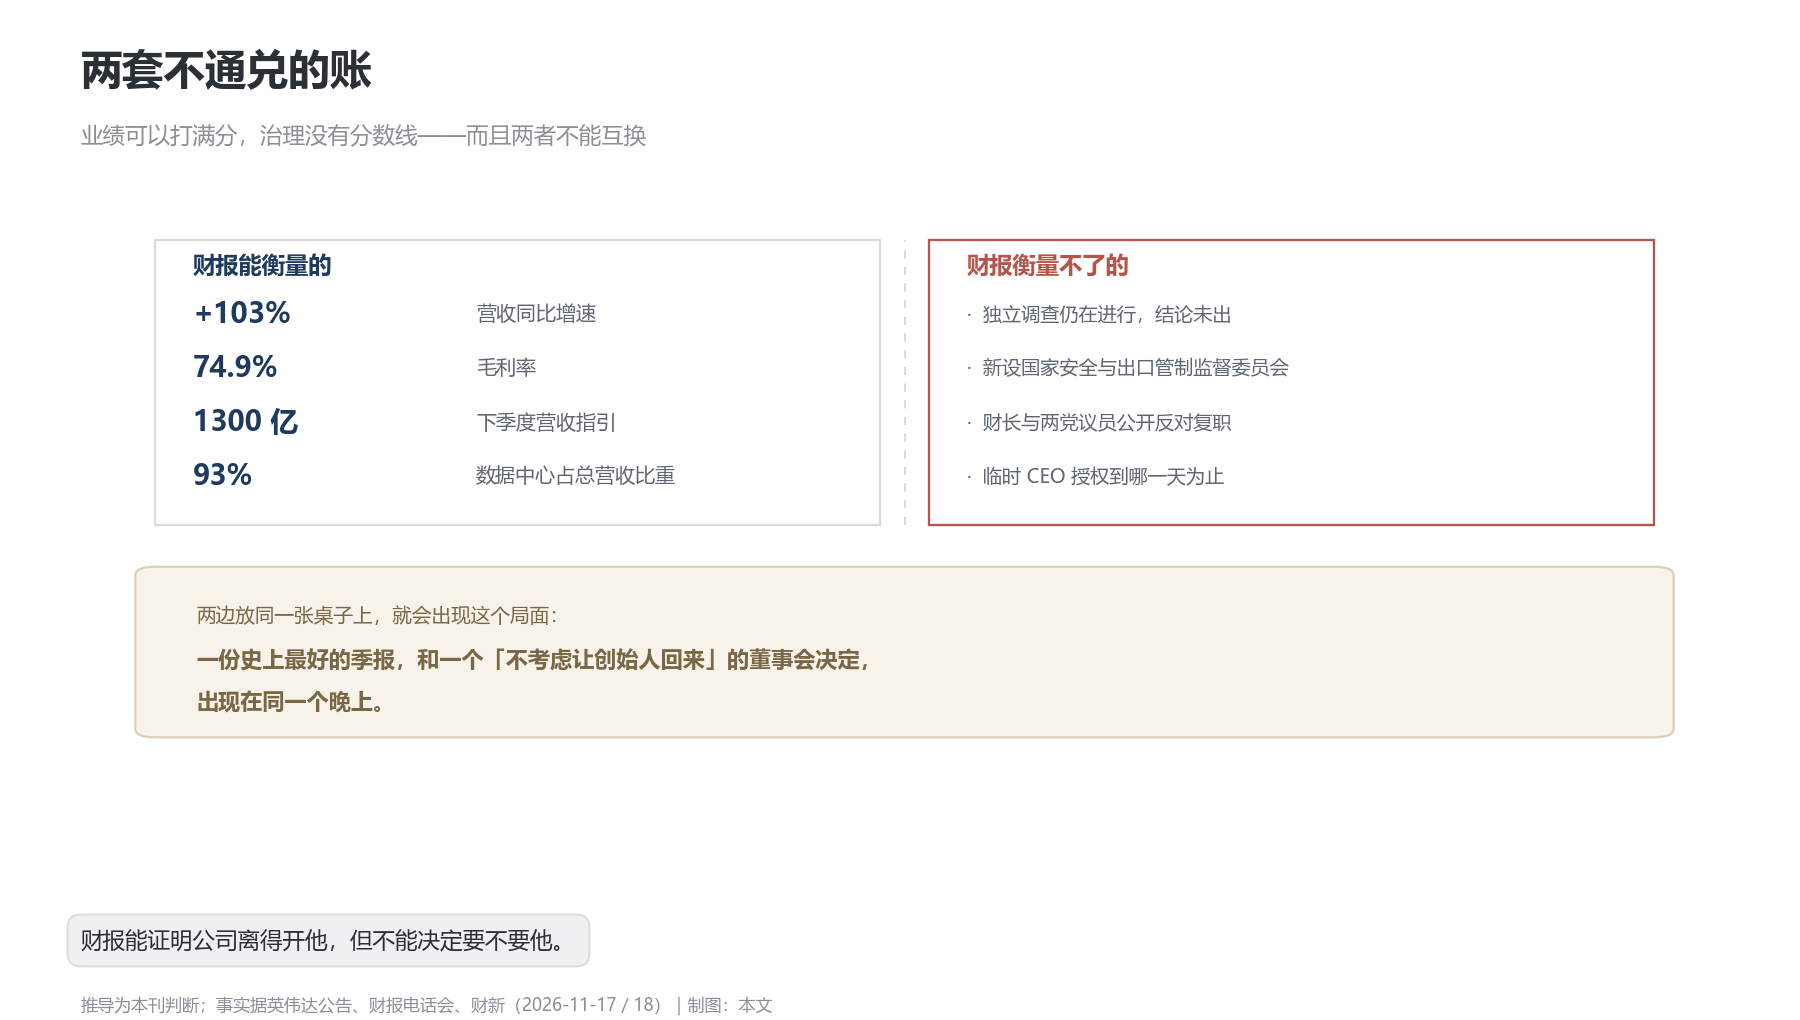 两套不通兑的账
业绩可以打满分，治理没有分数线——而且两者不能互换
财报能衡量的
+103% 营收同比增速
74.9% 毛利率
1300 亿 下季度营收指引
93% 数据中心占总营收比重
财报衡量不了的
· 独立调查仍在进行，结论未出
· 新设国家安全与出口管制监督委员会
· 财长与两党议员公开反对复职
· 临时 CEO 授权到哪一天为止
两边放同一张桌子上，就会出现这个局面：
一份史上最好的季报，和一个「不考虑让创始人回来」的董事会决定，
出现在同一个晚上。
财报能证明公司离得开他，但不能决定要不要他。
推导为本刊判断；事实据英伟达公告、财报电话会、财新（2026-11-17 / 18）｜制图：本文